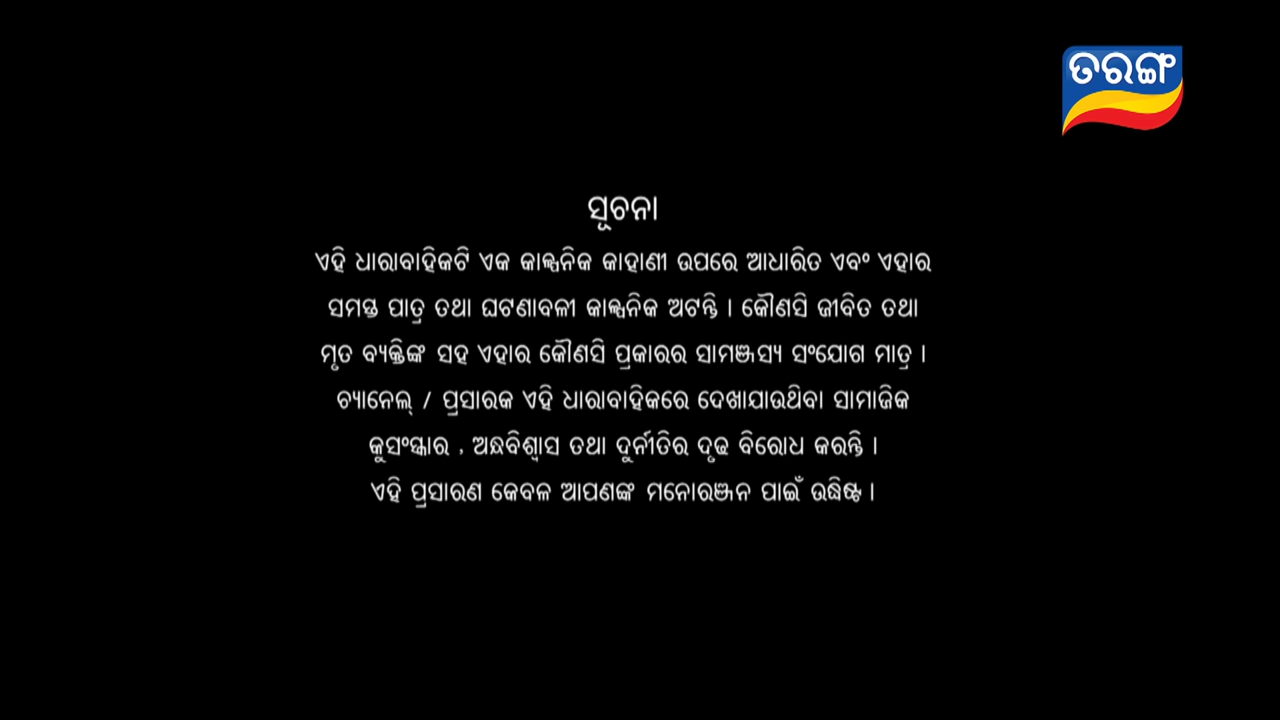 ତରଙ୍ଗ
ସୂଚନା
ଏହି ଧାରାବାହିକଟି ଏକ କାଳ୍ପନିକ କାହାଣୀ ଉପରେ ଆଧାରିତ ଏବଂ ଏହାର
ସମସ୍ତ ପାତ୍ର ତଥା ଘଟଣାବଳୀ କାଳ୍ପନିକ ଅଟନ୍ତି । କୌଣସି ଜୀବିତ ତଥା
ମୃତ ବ୍ୟକ୍ତିଙ୍କ ସହ ଏହାର କୌଣସି ପ୍ରକାରର ସାମଞ୍ଜସ୍ୟ ସଂଯୋଗ ମାତ୍ର ।
ଚ୍ୟାନେଲ୍ / ପ୍ରସାରକ ଏହି ଧାରାବାହିକରେ ଦେଖାଯାଉଥିବା ସାମାଜିକ
କୁସଂସ୍କାର , ଅନ୍ଧବିଶ୍ୱାସ ତଥା ଦୁର୍ନୀତିର ଦୃଢ ବିରୋଧ କରନ୍ତି ।
ଏହି ପ୍ରସାରଣ କେବଳ ଆପଣଙ୍କ ମନୋରଞ୍ଜନ ପାଇଁ ଉଦ୍ଧିଷ୍ଟ ।